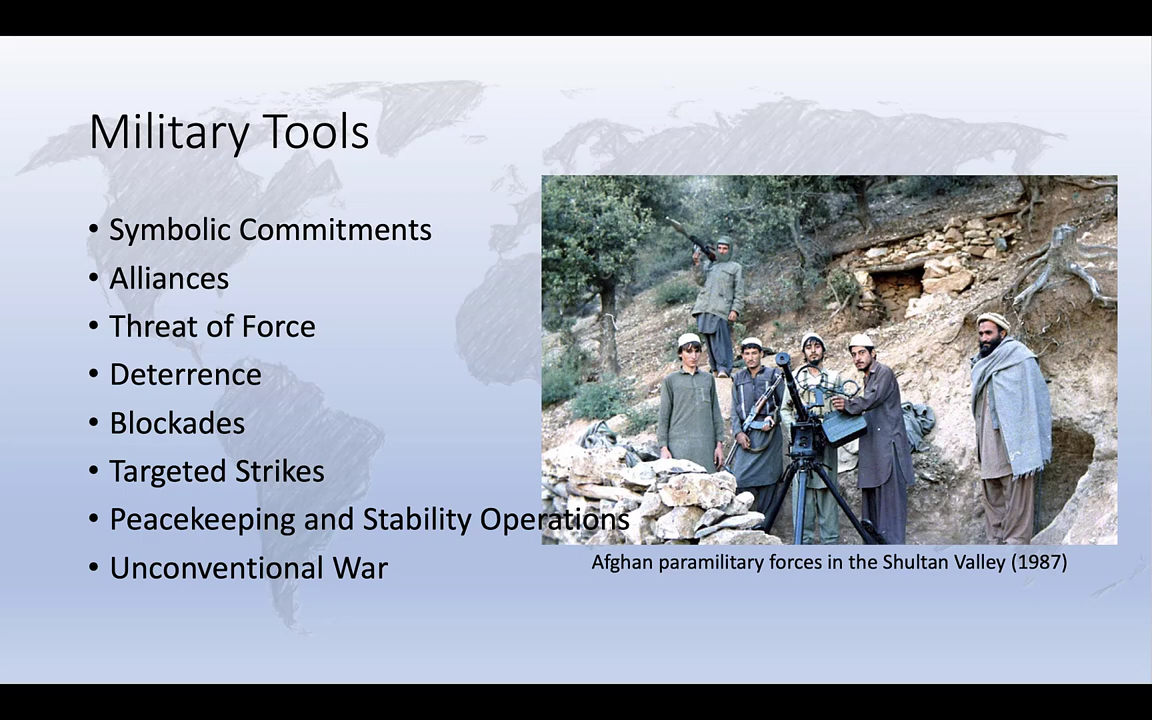 Military Tools
• Symbolic Commitments
• Alliances
• Threat of Force
• Deterrence
• Blockades
• Targeted Strikes
• Peacekeeping and Stability Operations
• Unconventional War
Afghan paramilitary forces in the Shultan Valley (1987)